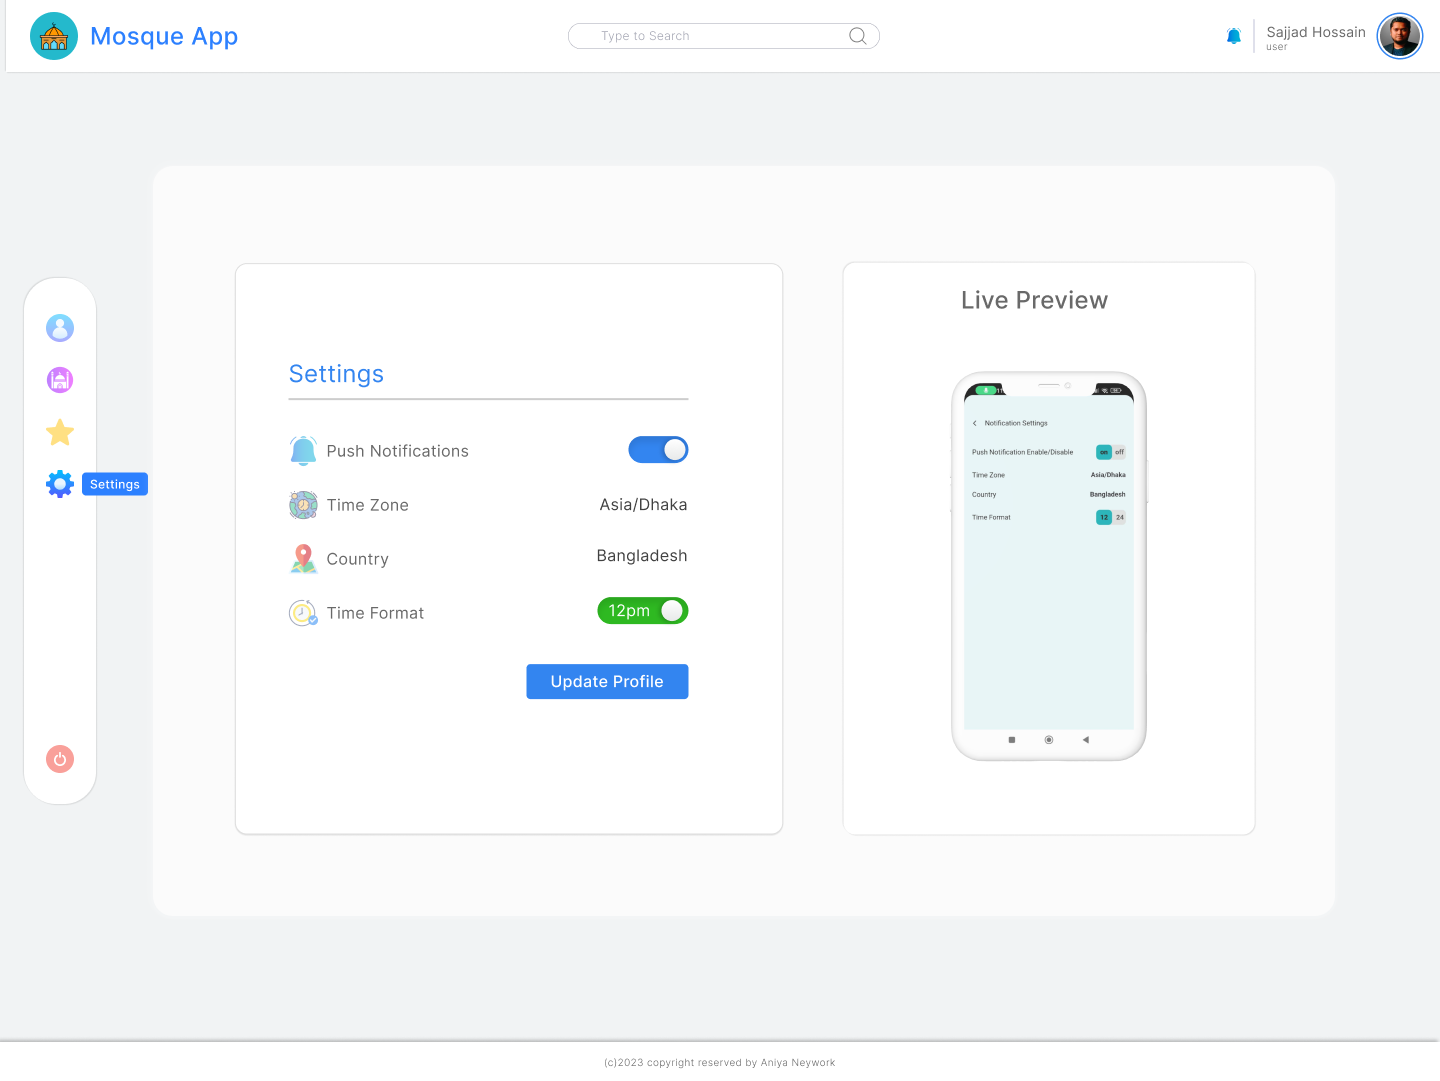 Mosque App
Type to Search
Sajjad Hossain
user
Settings
Settings
Push Notifications
Time Zone
Asia/Dhaka
Country
Bangladesh
Time Format
12pm
Update Profile
Live Preview
Notification Settings
Push Notification Enable/Disable
on off
Time Zone
Asia/Dhaka
Country
Bangladesh
Time Format
12 24
(c)2023 copyright reserved by Aniya Neywork